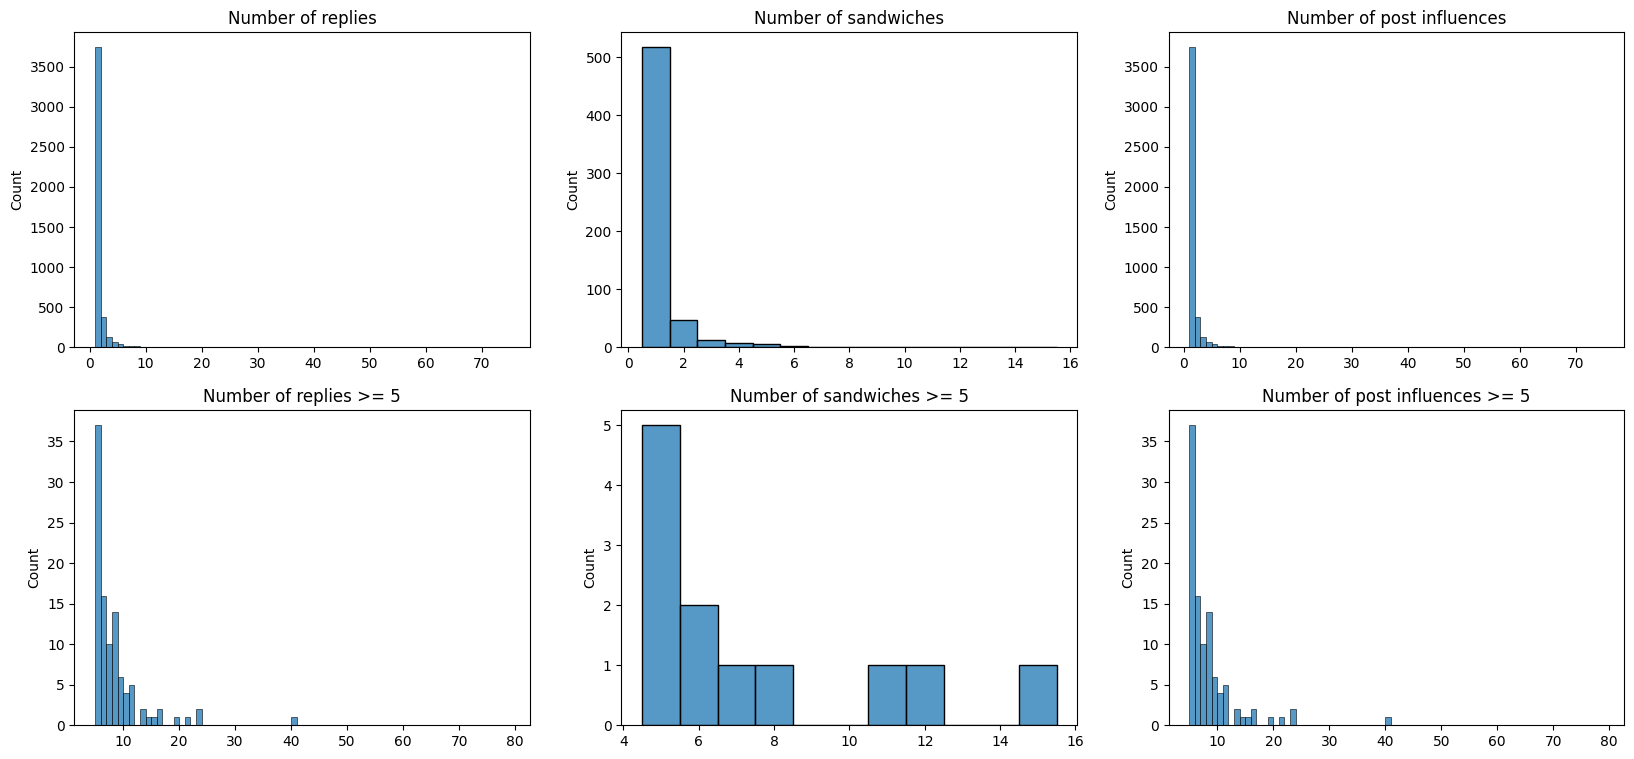 Number of replies
Count
3500
3000
2500
2000
1500
1000
500
0
0 10 20 30 40 50 60 70
Number of sandwiches
Count
500
400
300
200
100
0
0 2 4 6 8 10 12 14 16
Number of post influences
Count
3500
3000
2500
2000
1500
1000
500
0
0 10 20 30 40 50 60 70
Number of replies >= 5
Count
35
30
25
20
15
10
5
0
10 20 30 40 50 60 70 80
Number of sandwiches >= 5
Count
5
4
3
2
1
0
4 6 8 10 12 14 16
Number of post influences >= 5
Count
35
30
25
20
15
10
5
0
10 20 30 40 50 60 70 80